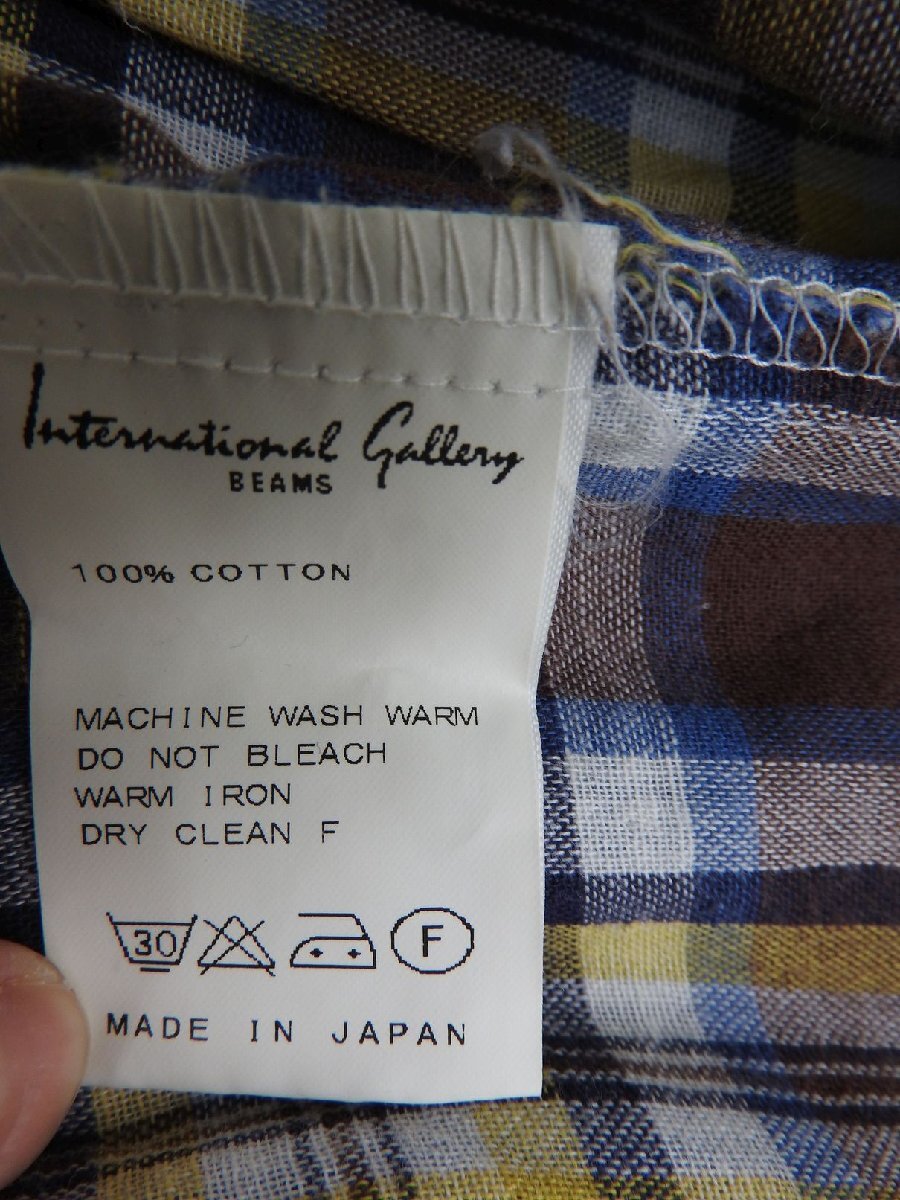 International Gallery
BEAMS
100% COTTON
MACHINE WASH WARM
DO NOT BLEACH
WARM IRON
DRY CLEAN F
30 F
MADE IN JAPAN